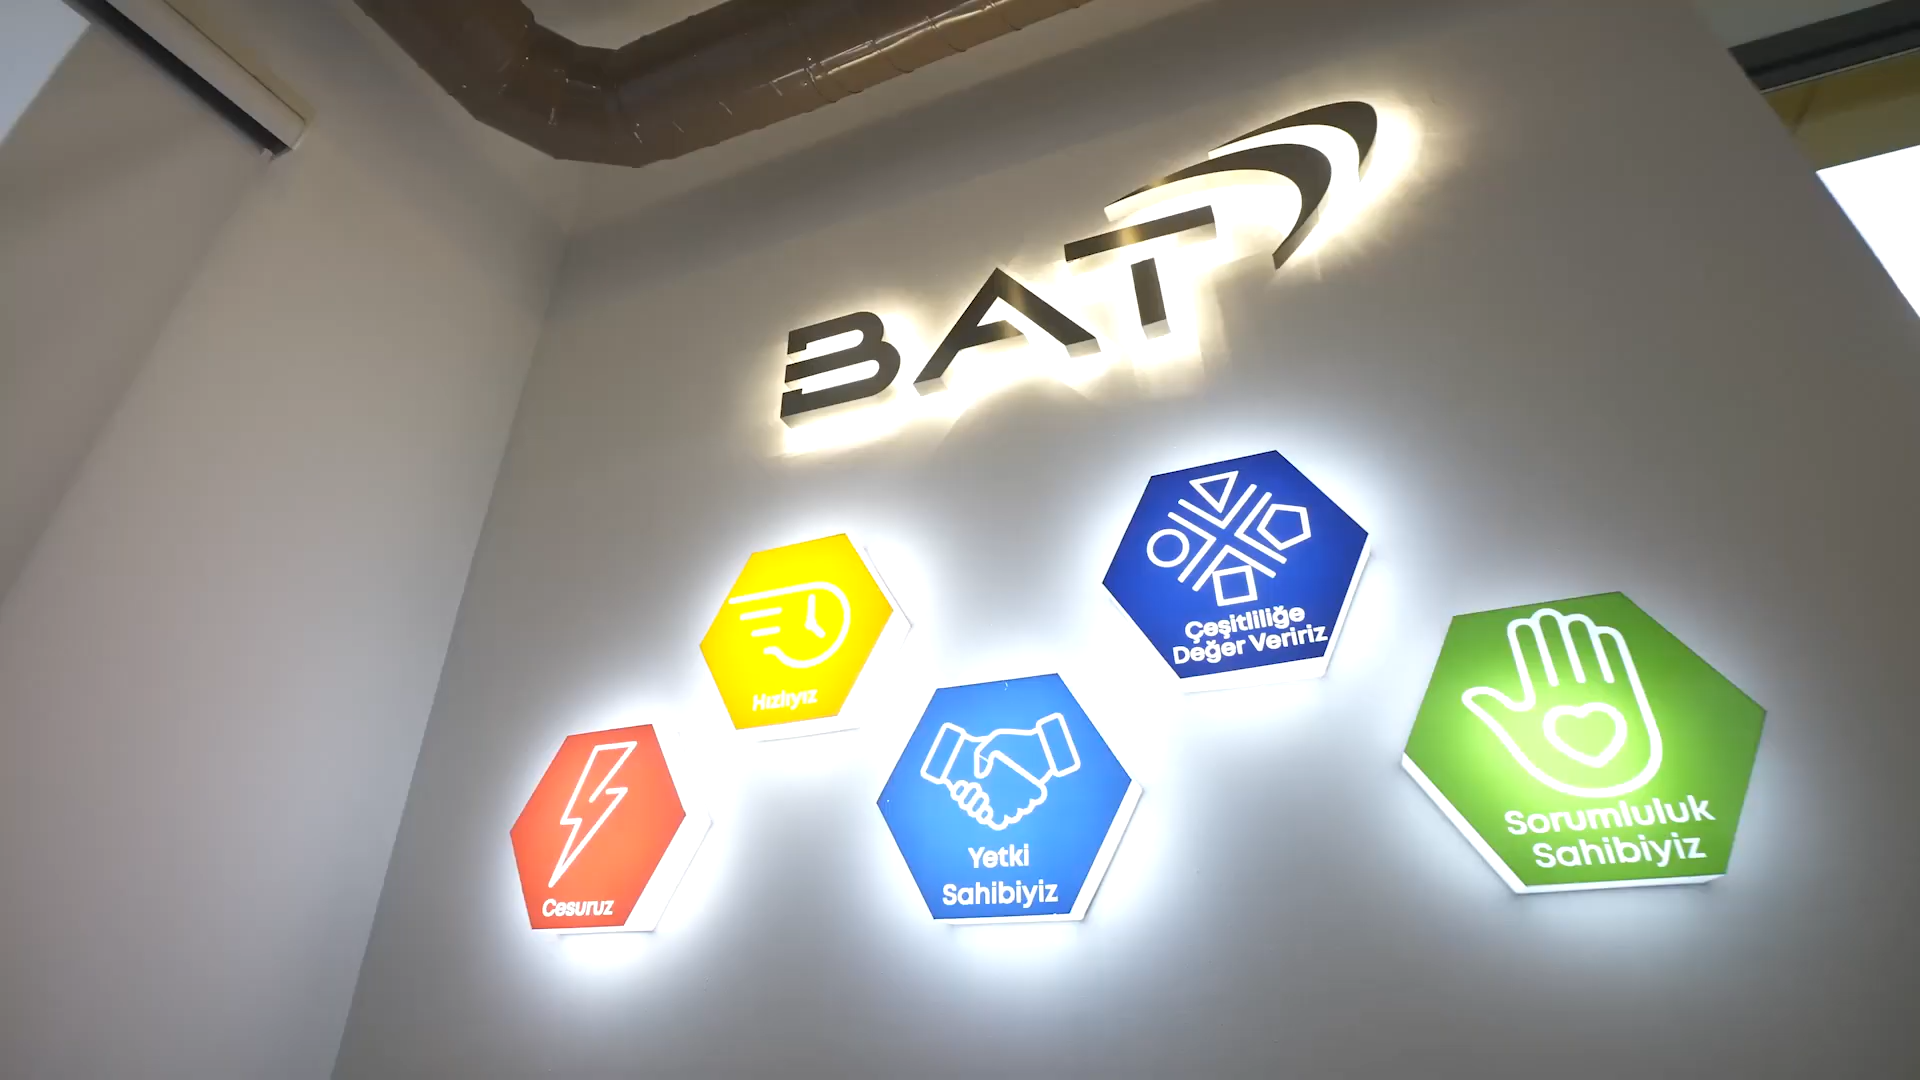 BAT
Çeşitliliğe
Değer Veririz
Hızlıyız
Sorumluluk
Sahibiyiz
Yetki
Sahibiyiz
Cesuruz